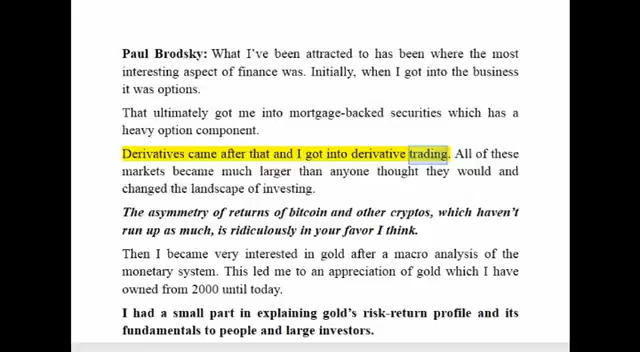 Paul Brodsky: What I've been attracted to has been where the most
interesting aspect of finance was. Initially, when I got into the business
it was options.
That ultimately got me into mortgage-backed securities which has a
heavy option component.
Derivatives came after that and I got into derivative trading. All of these
markets became much larger than anyone thought they would and
changed the landscape of investing.
The asymmetry of returns of bitcoin and other cryptos, which haven't
run up as much, is ridiculously in your favor I think.
Then I became very interested in gold after a macro analysis of the
monetary system. This led me to an appreciation of gold which I have
owned from 2000 until today.
I had a small part in explaining gold's risk-return profile and its
fundamentals to people and large investors.